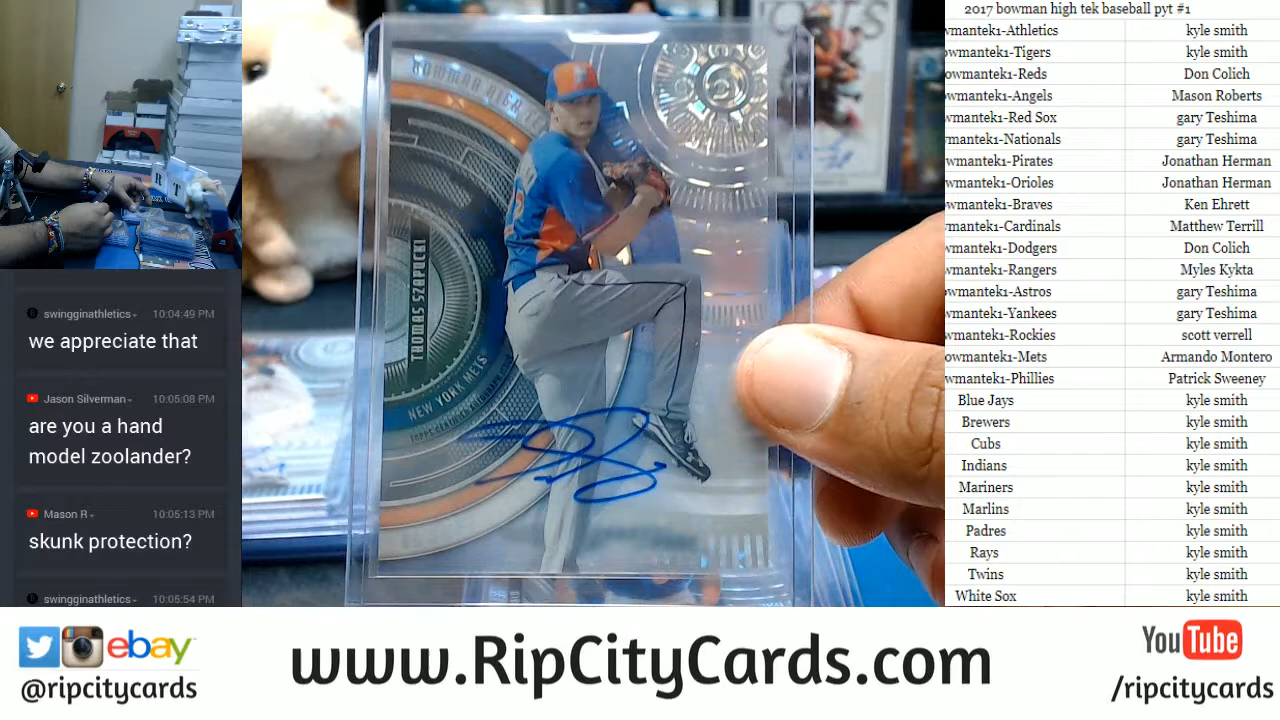 2017 bowman high tek baseball pyt #1
wmantek1-Athletics kyle smith
owmantek1-Tigers kyle smith
owmantek1-Reds Don Colich
wmantek1-Angels Mason Roberts
wmantek1-Red Sox gary Teshima
wmantek1-Nationals gary Teshima
wmantek1-Pirates Jonathan Herman
wmantek1-Orioles Jonathan Herman
wmantek1-Braves Ken Ehrett
wmantek1-Cardinals Matthew Terrill
wmantek1-Dodgers Don Colich
wmantek1-Rangers Myles Kykta
wmantek1-Astros gary Teshima
wmantek1-Yankees gary Teshima
wmantek1-Rockies scott verrell
owmantek1-Mets Armando Montero
wmantek1-Phillies Patrick Sweeney
Blue Jays kyle smith
Brewers kyle smith
Cubs kyle smith
Indians kyle smith
Mariners kyle smith
Marlins kyle smith
Padres kyle smith
Rays kyle smith
Twins kyle smith
White Sox kyle smith
R T
swingginathletics 10:04:49 PM
we appreciate that
Jason Silverman 10:05:08 PM
are you a hand
model zoolander?
Mason R 10:05:13 PM
skunk protection?
swingginathletics 10:05:54 PM
BOWMAN HIGH
THOMAS SZAPUCKI
NEW YORK METS
ebay
@ripcitycards
www.RipCityCards.com
YouTube
/ripcitycards